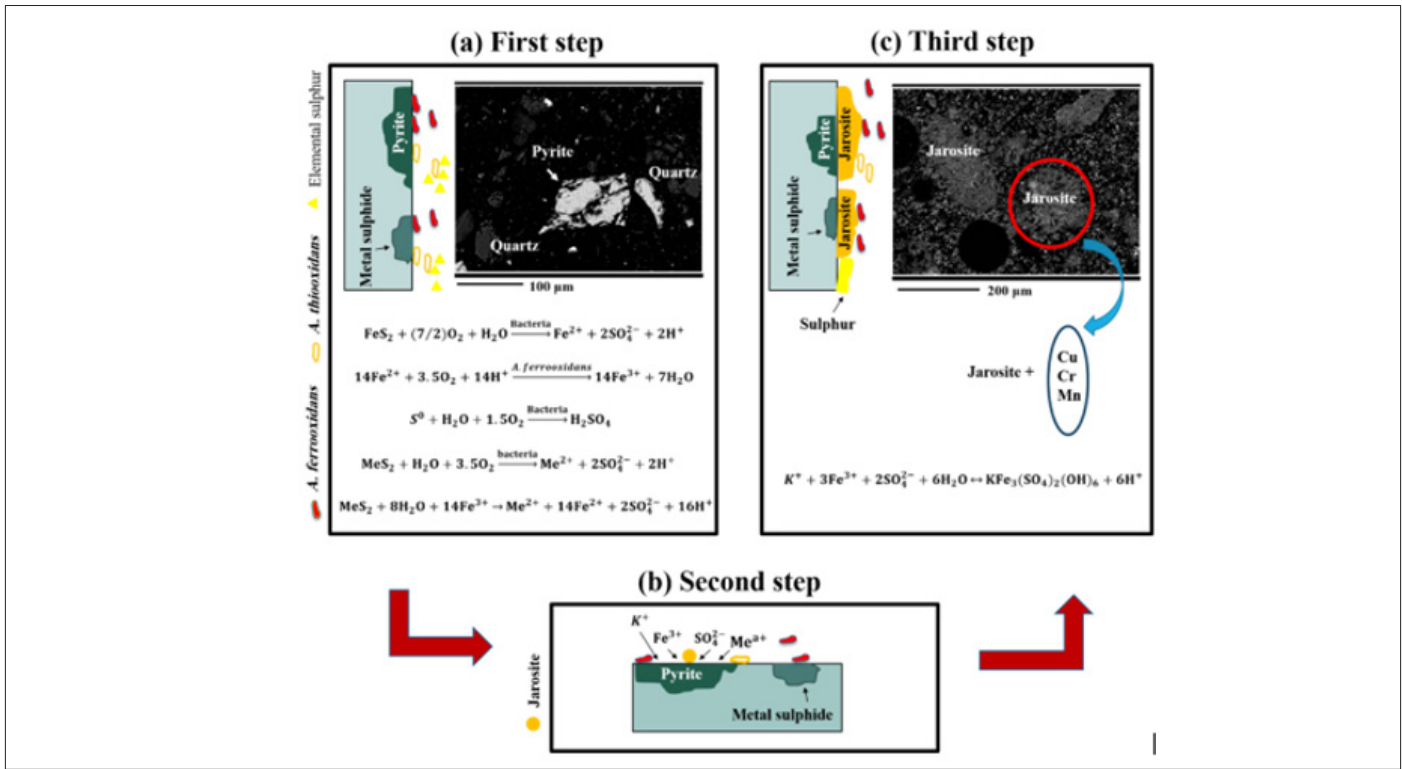 (a) First step
Elemental sulphur
A. thiooxidans
A. ferrooxidans
Pyrite
Metal sulphide
Pyrite
Quartz
Quartz
100 μm
FeS₂ + (7/2)O₂ + H₂O —Bacteria→ Fe²⁺ + 2SO₄²⁻ + 2H⁺
14Fe²⁺ + 3.5O₂ + 14H⁺ —A.ferrooxidans→ 14Fe³⁺ + 7H₂O
S⁰ + H₂O + 1.5O₂ —Bacteria→ H₂SO₄
MeS₂ + H₂O + 3.5O₂ —bacteria→ Me²⁺ + 2SO₄²⁻ + 2H⁺
MeS₂ + 8H₂O + 14Fe³⁺ → Me²⁺ + 14Fe²⁺ + 2SO₄²⁻ + 16H⁺
(b) Second step
Jarosite
K⁺
Fe³⁺ SO₄²⁻ Meᵃ⁺
Pyrite
Metal sulphide
(c) Third step
Pyrite
Jarosite
Metal sulphide
Jarosite
Sulphur
Jarosite
Jarosite
200 μm
Jarosite +
Cu
Cr
Mn
K⁺ + 3Fe³⁺ + 2SO₄²⁻ + 6H₂O ↔ KFe₃(SO₄)₂(OH)₆ + 6H⁺